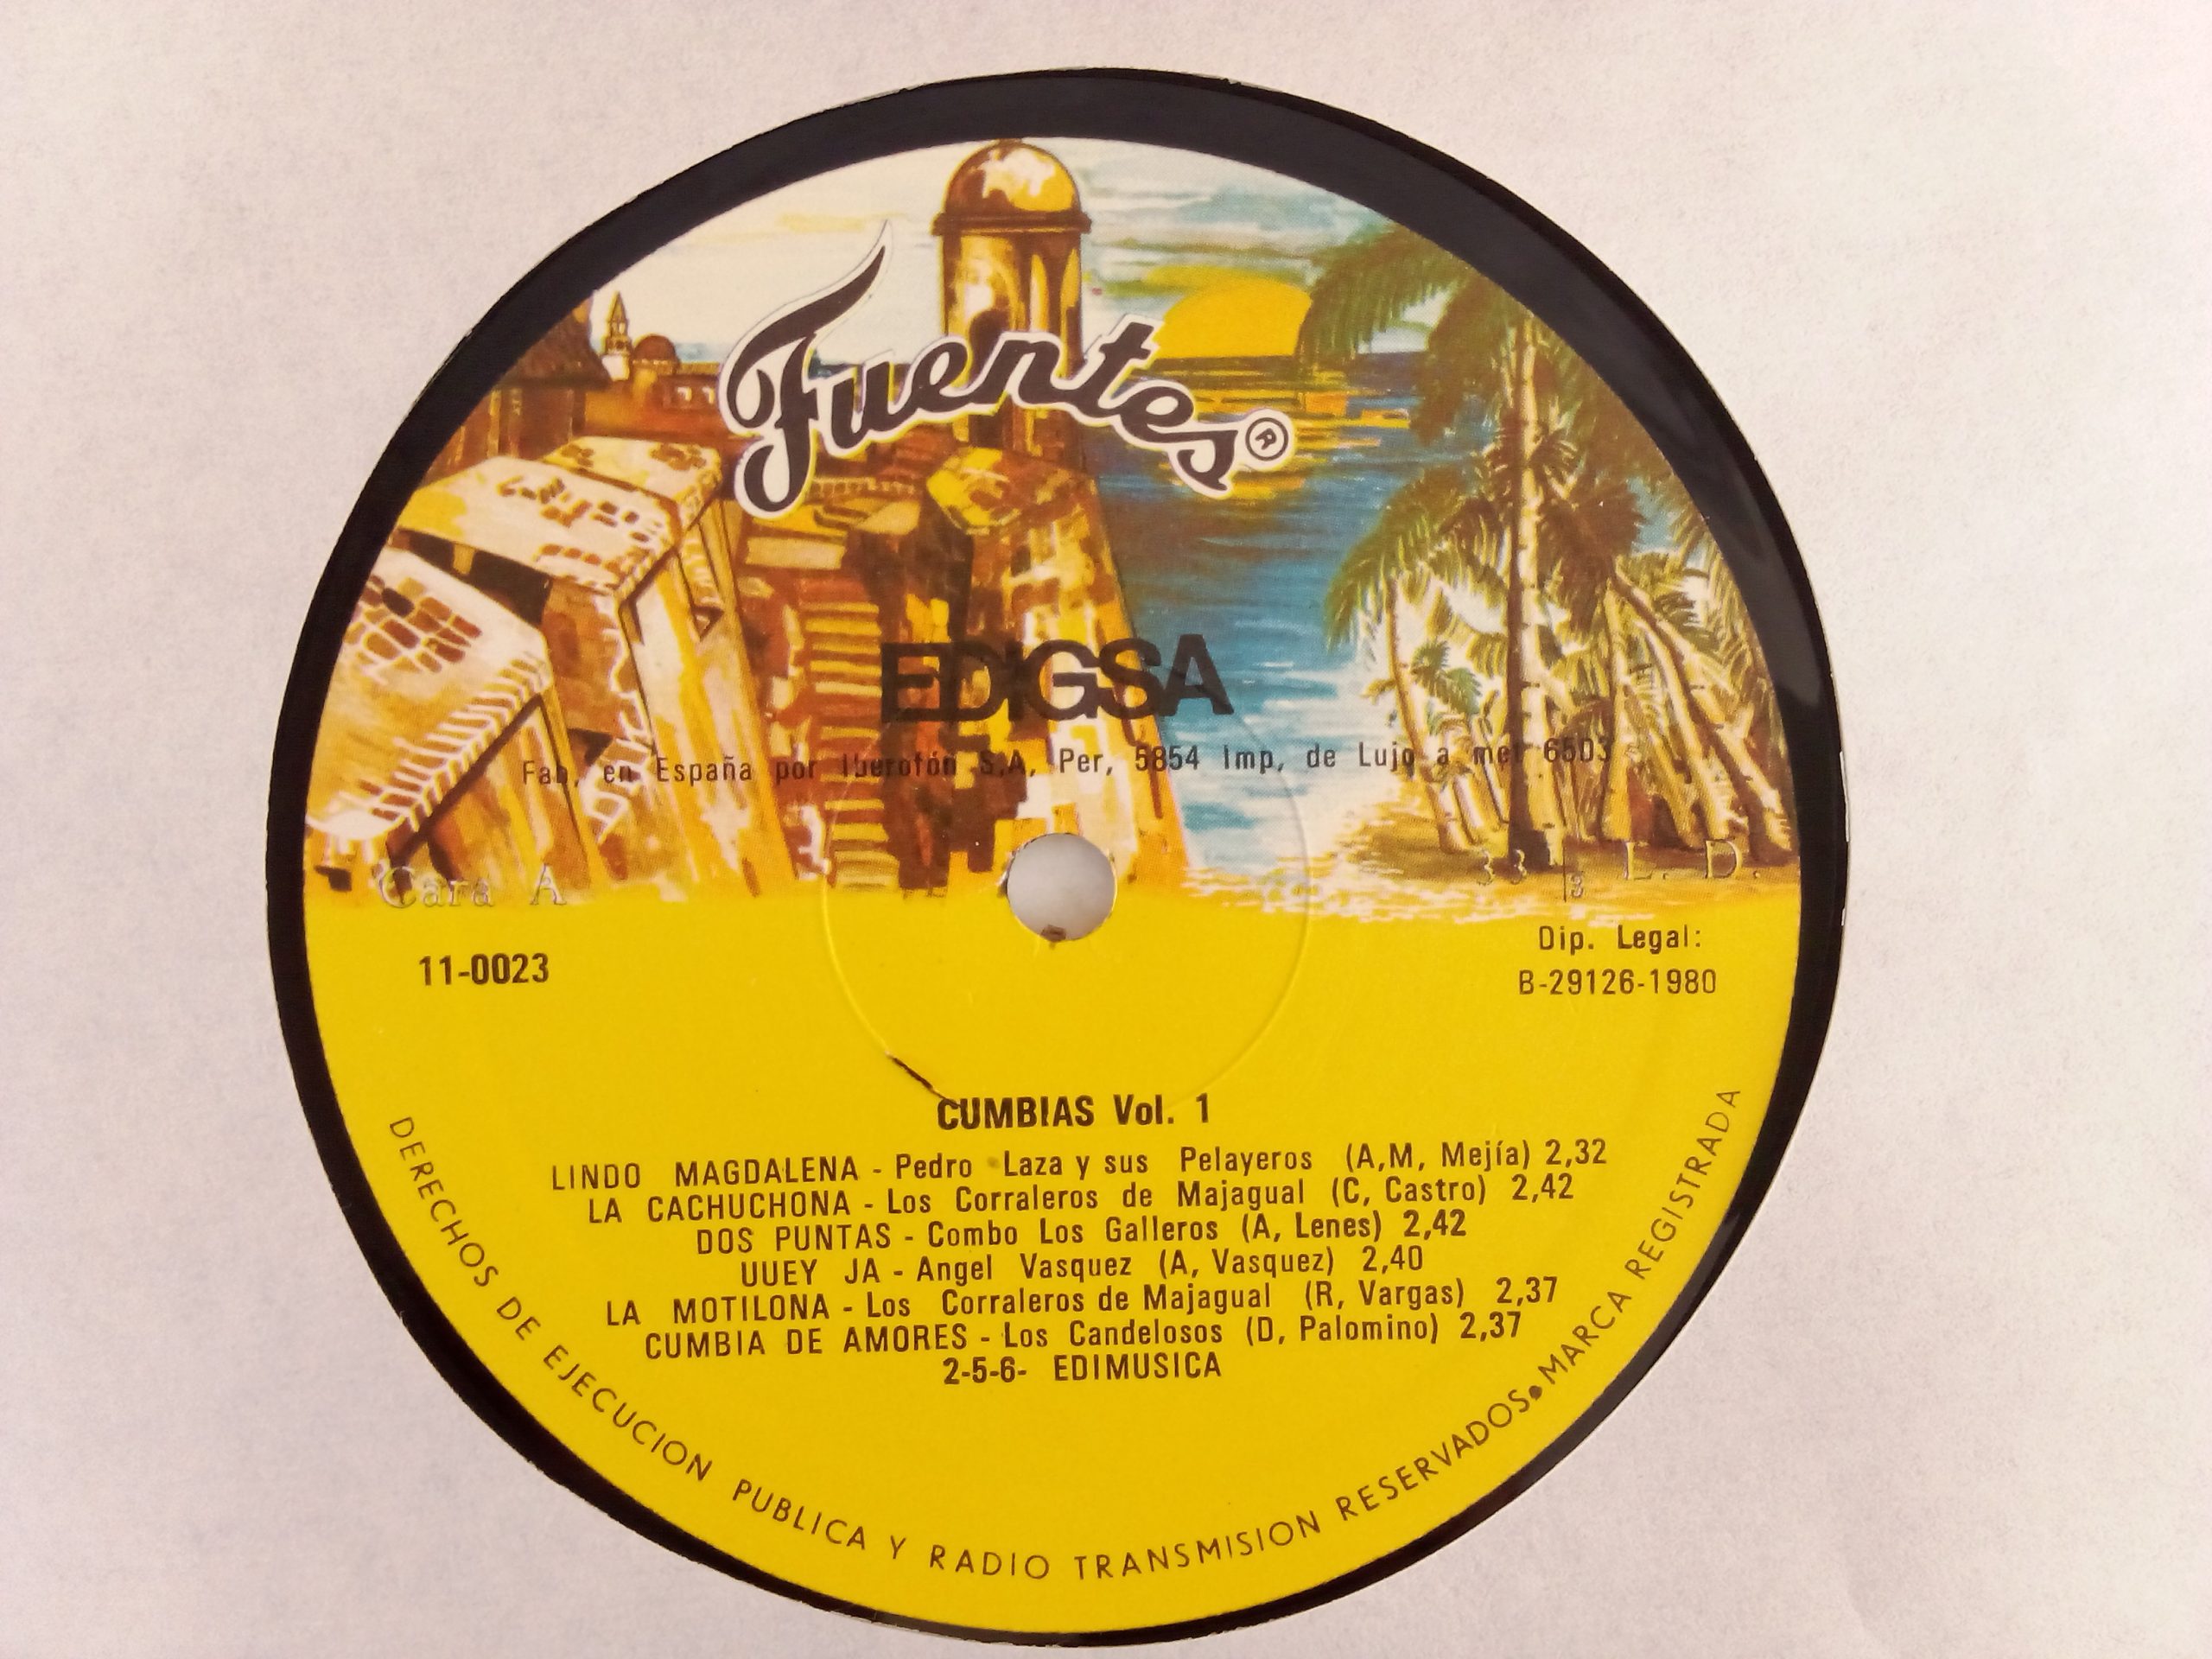 Fuentes®
EDIGSA
Fab, en España por Iberofón S,A, Per, 5854 Imp, de Lujo a met 6503
Cara A
33 1/3 L. D.
11-0023
Dip. Legal:
B-29126-1980
CUMBIAS Vol. 1
LINDO MAGDALENA - Pedro Laza y sus Pelayeros (A,M, Mejía) 2,32
LA CACHUCHONA - Los Corraleros de Majagual (C, Castro) 2,42
DOS PUNTAS - Combo Los Galleros (A, Lenes) 2,42
UUEY JA - Angel Vasquez (A, Vasquez) 2,40
LA MOTILONA - Los Corraleros de Majagual (R, Vargas) 2,37
CUMBIA DE AMORES - Los Candelosos (D, Palomino) 2,37
2-5-6- EDIMUSICA
DERECHOS DE EJECUCION PUBLICA Y RADIO TRANSMISION RESERVADOS. MARCA REGISTRADA